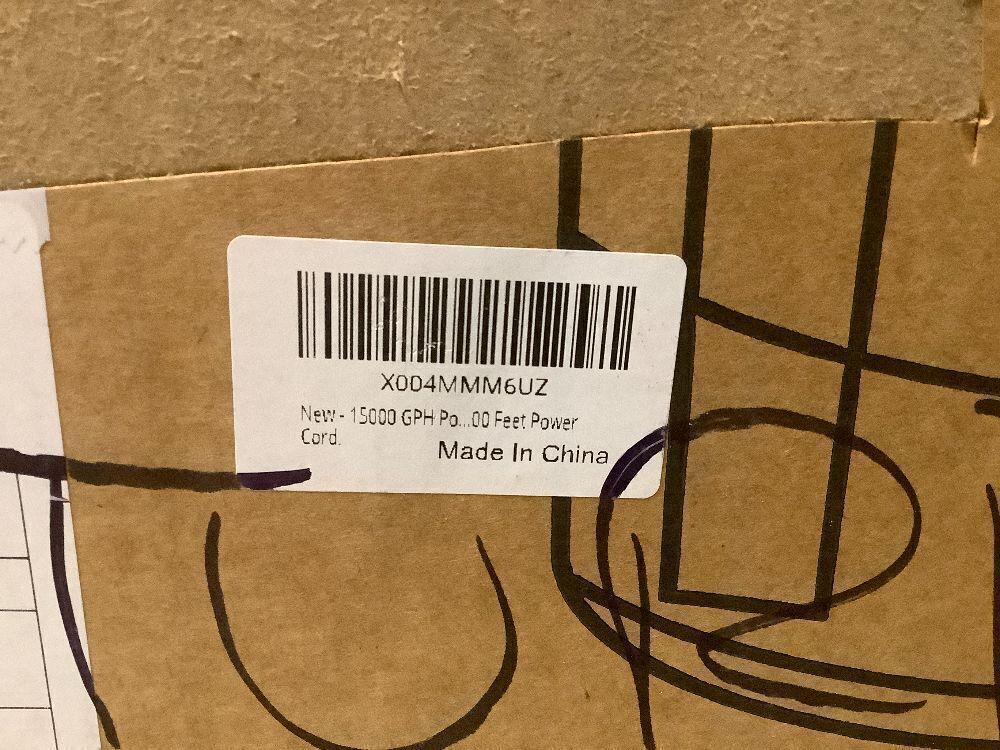 X004MMM6UZ
New - 15000 GPH Po...00 Feet Power
Cord.
Made In China